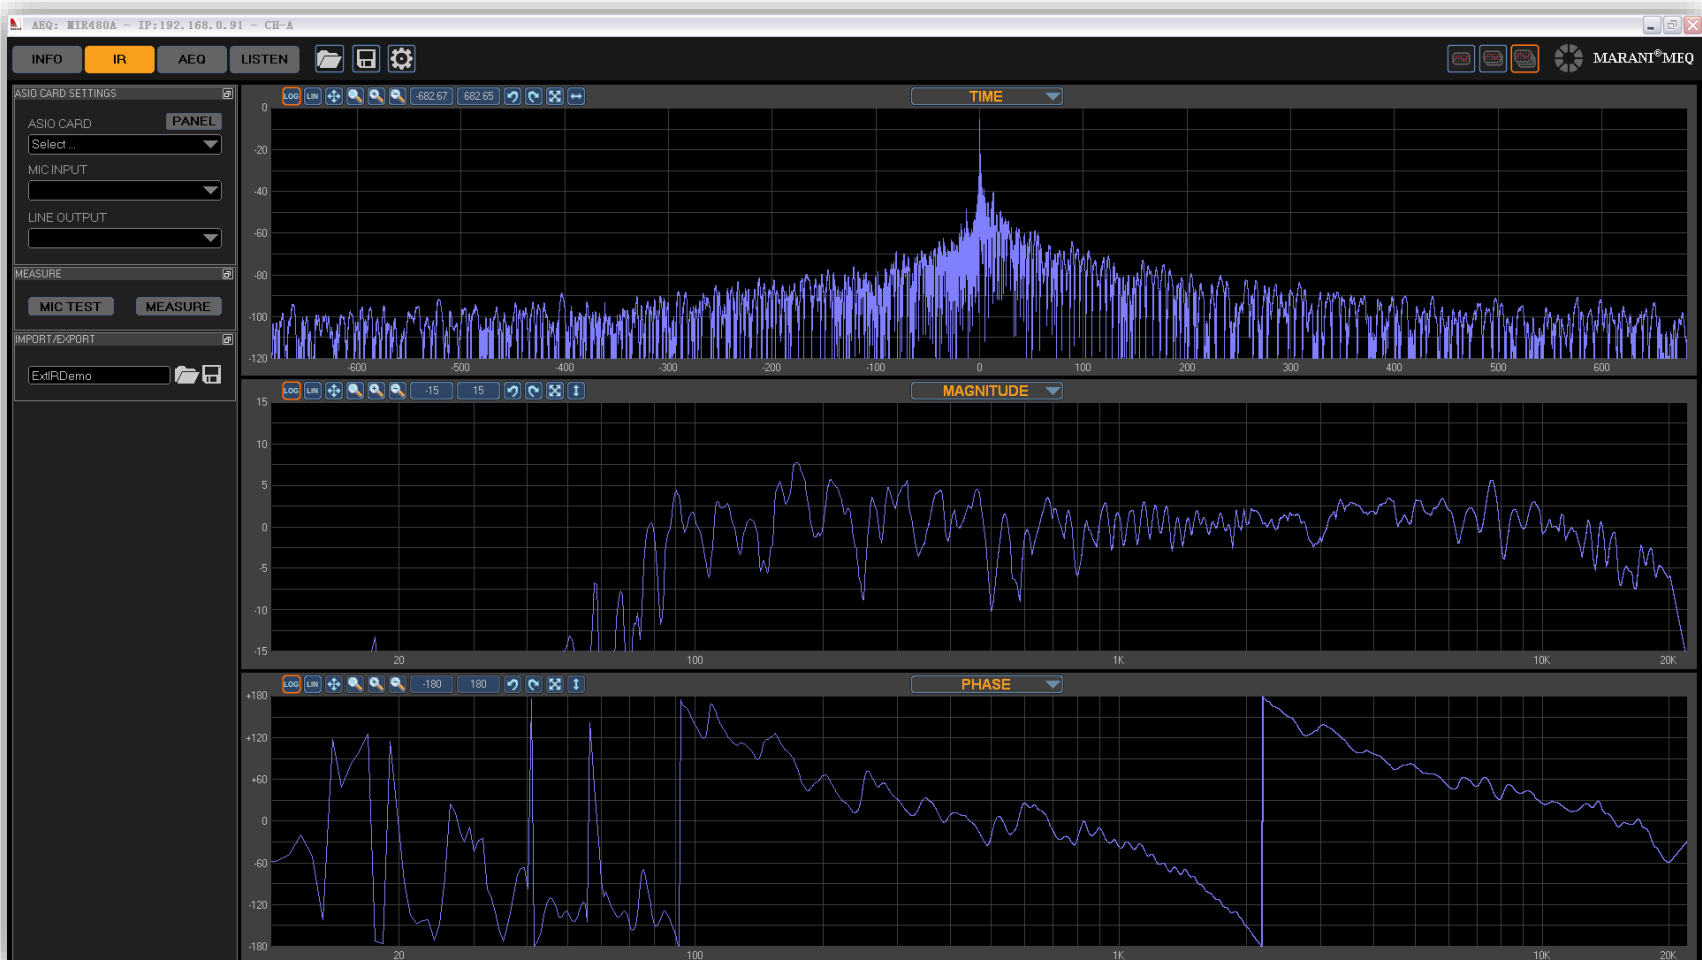 AEQ: MIR480A - IP:192.168.0.91 - CH-A
INFO IR AEQ LISTEN MARANI®MEQ
ASIO CARD SETTINGS
ASIO CARD PANEL
Select ...
MIC INPUT
LINE OUTPUT
MEASURE
MIC TEST MEASURE
IMPORT/EXPORT
ExtIRDemo
LOG LIN -682.67 682.65 TIME
0
-20
-40
-60
-80
-100
-120
-600 -500 -400 -300 -200 -100 0 100 200 300 400 500 600
LOG LIN -15 15 MAGNITUDE
15
10
5
0
-5
-10
-15
20 100 1K 10K 20K
LOG LIN -180 180 PHASE
+180
+120
+60
0
-60
-120
-180
20 100 1K 10K 20K